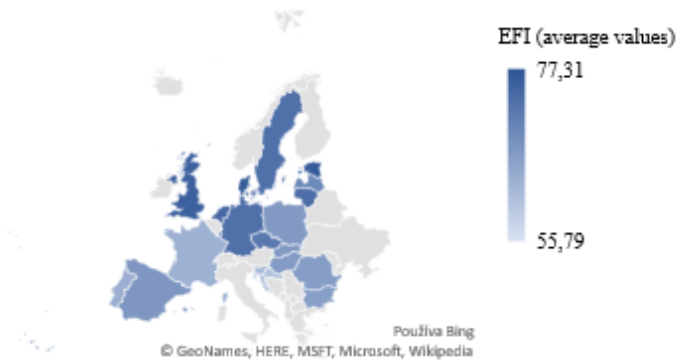 EFI (average values)
77,31
55,79
Používa Bing
© GeoNames, HERE, MSFT, Microsoft, Wikipedia